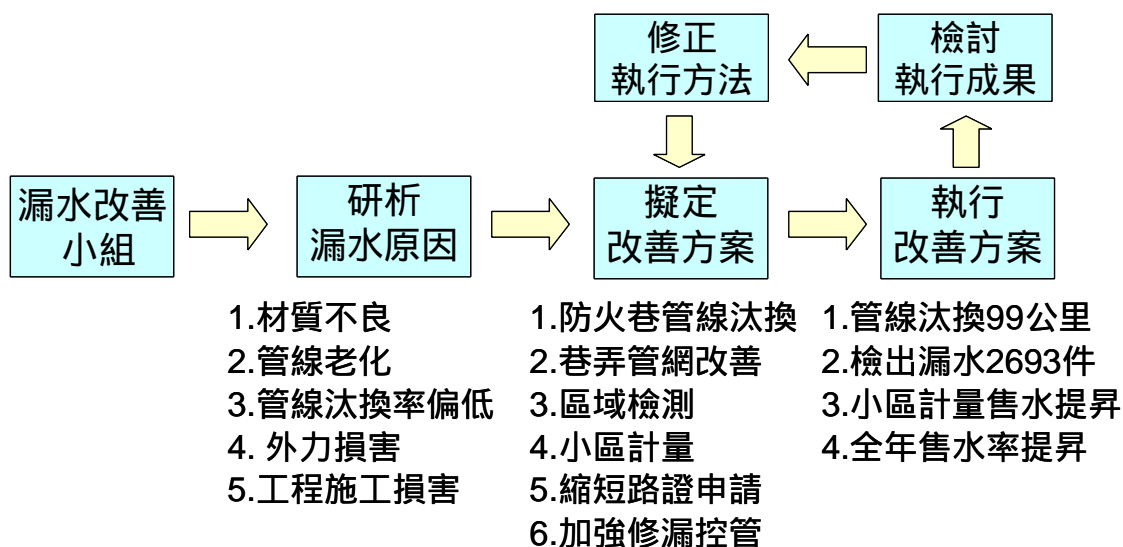 修正
執行方法
檢討
執行成果
漏水改善
小組
研析
漏水原因
擬定
改善方案
執行
改善方案
1.材質不良
2.管線老化
3.管線汰換率偏低
4. 外力損害
5.工程施工損害
1.防火巷管線汰換
2.巷弄管網改善
3.區域檢測
4.小區計量
5.縮短路證申請
6.加強修漏控管
1.管線汰換99公里
2.檢出漏水2693件
3.小區計量售水提昇
4.全年售水率提昇